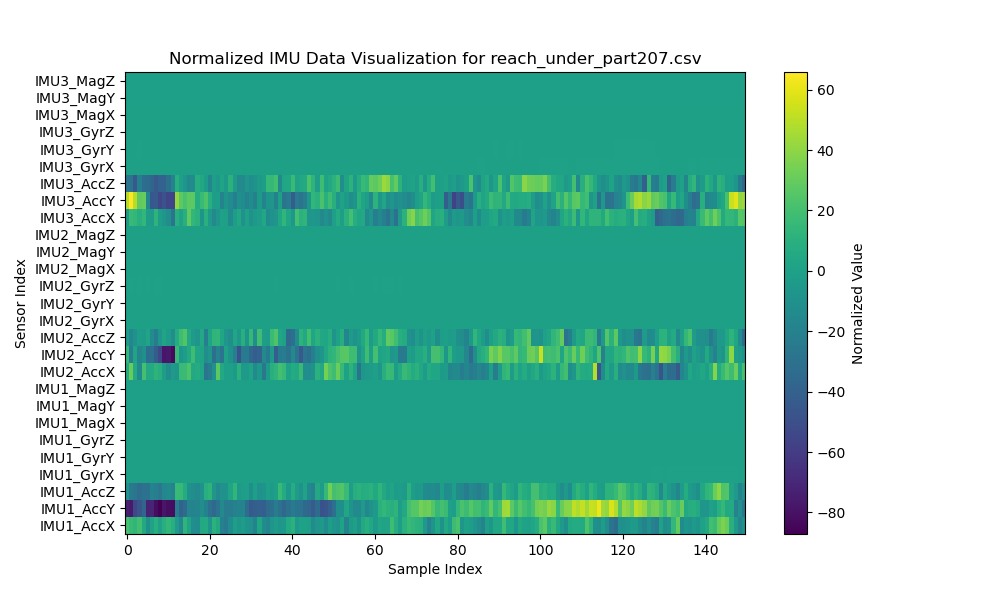 Normalized IMU Data Visualization for reach_under_part207.csv
Sensor Index
IMU3_MagZ
IMU3_MagY
IMU3_MagX
IMU3_GyrZ
IMU3_GyrY
IMU3_GyrX
IMU3_AccZ
IMU3_AccY
IMU3_AccX
IMU2_MagZ
IMU2_MagY
IMU2_MagX
IMU2_GyrZ
IMU2_GyrY
IMU2_GyrX
IMU2_AccZ
IMU2_AccY
IMU2_AccX
IMU1_MagZ
IMU1_MagY
IMU1_MagX
IMU1_GyrZ
IMU1_GyrY
IMU1_GyrX
IMU1_AccZ
IMU1_AccY
IMU1_AccX
0 20 40 60 80 100 120 140
Sample Index
60
40
20
0
−20
−40
−60
−80
Normalized Value